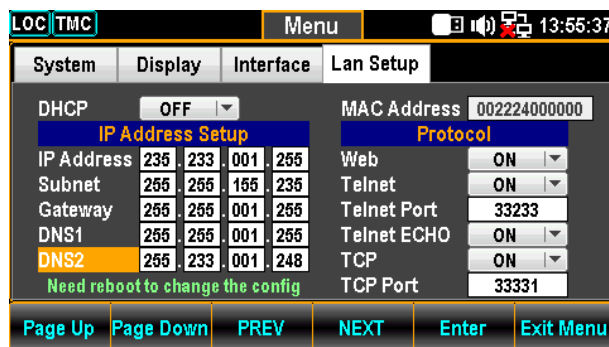 LOC TMC Menu 13:55:37
System Display Interface Lan Setup
DHCP OFF
IP Address Setup
IP Address 235.233.001.255
Subnet 255.255.155.235
Gateway 255.255.001.255
DNS1 255.255.001.255
DNS2 255.233.001.248
Need reboot to change the config
MAC Address 002224000000
Protocol
Web ON
Telnet ON
Telnet Port 33233
Telnet ECHO ON
TCP ON
TCP Port 33331
Page Up Page Down PREV NEXT Enter Exit Menu